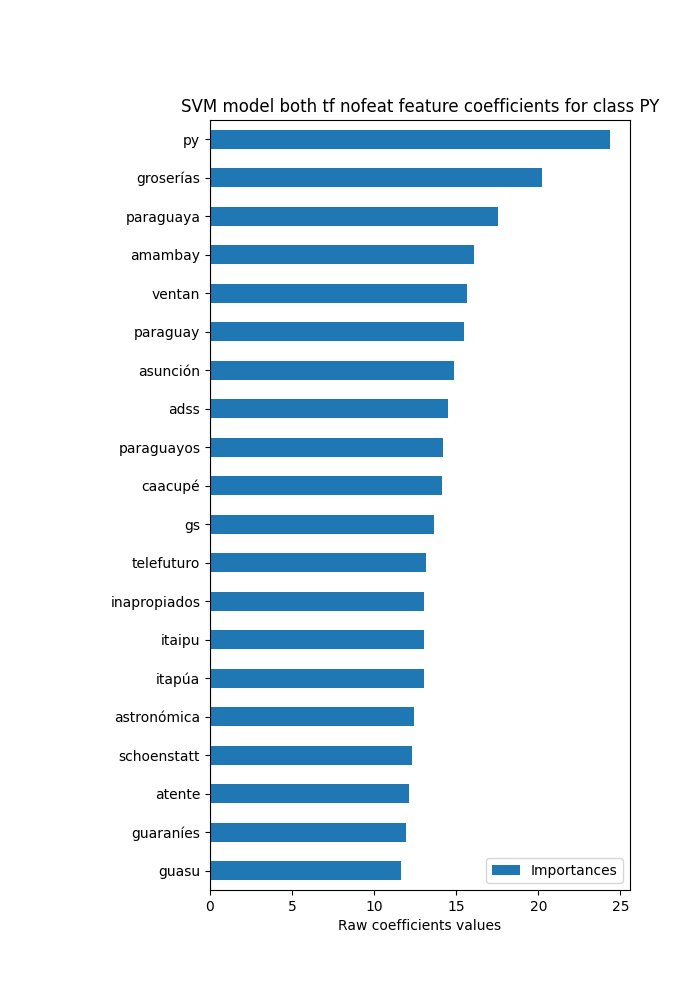 SVM model both tf nofeat feature coefficients for class PY
py
groserías
paraguaya
amambay
ventan
paraguay
asunción
adss
paraguayos
caacupé
gs
telefuturo
inapropiados
itaipu
itapúa
astronómica
schoenstatt
atente
guaraníes
guasu
Importances
0 5 10 15 20 25
Raw coefficients values